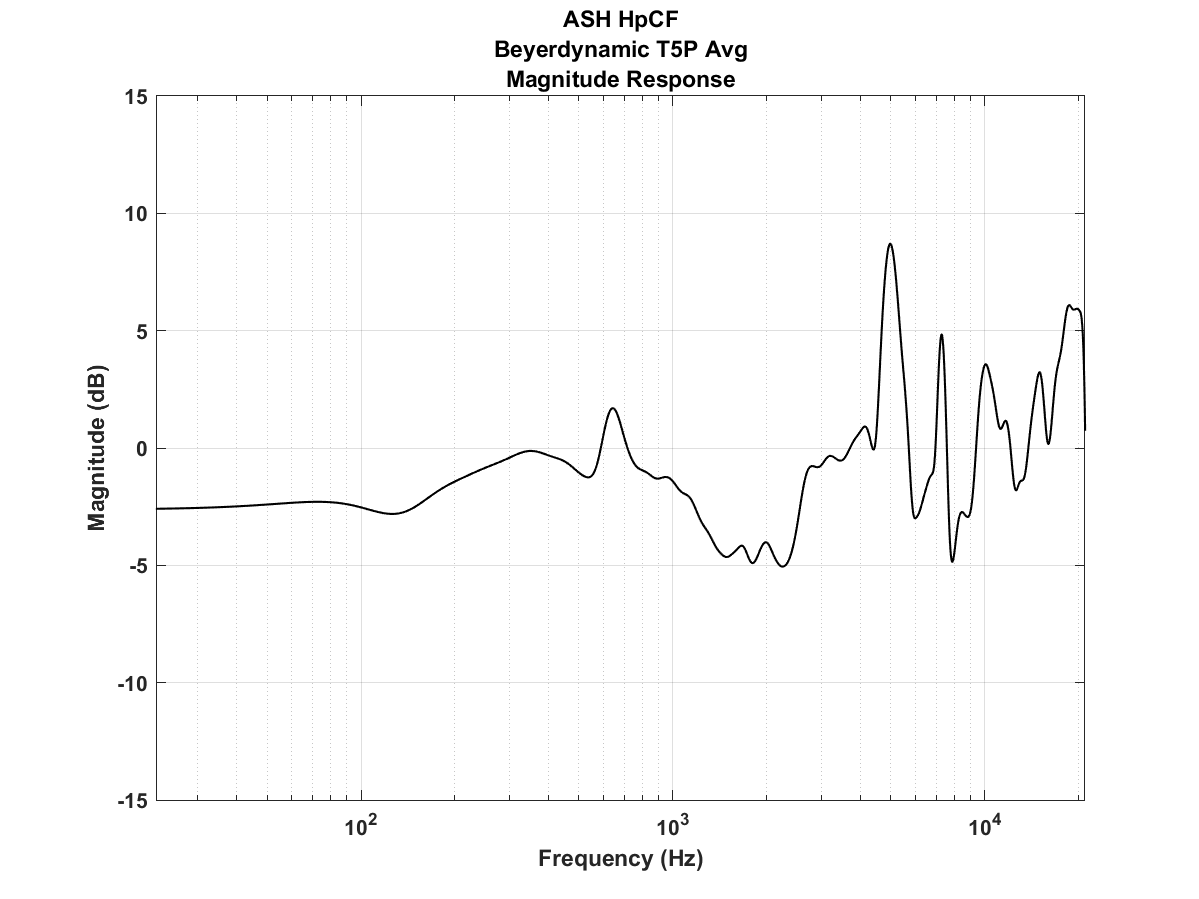 ASH HpCF
Beyerdynamic T5P Avg
Magnitude Response
15
10
5
0
-5
-10
-15
Magnitude (dB)
10² 10³ 10⁴
Frequency (Hz)